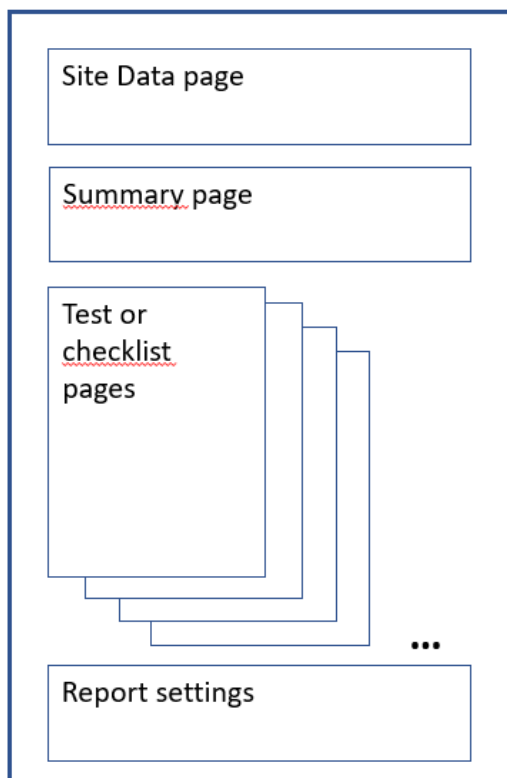 Site Data page
Summary page
Test or
checklist
pages
...
Report settings